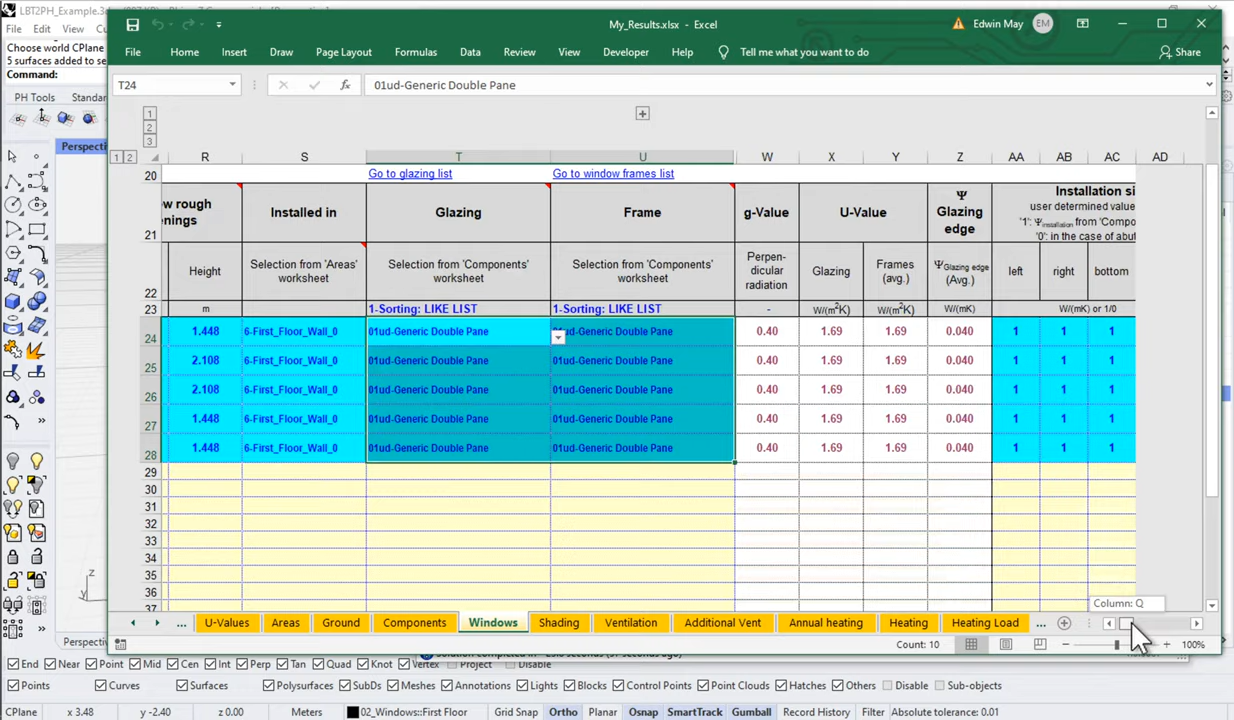 LBT2PH_Example.3d
My_Results.xlsx - Excel
Edwin May
EM
File Edit View
File Home Insert Draw Page Layout Formulas Data Review View Developer Help Tell me what you want to do
Share
Choose world CPlane
5 surfaces added to se
Command:
T24
fx
01ud-Generic Double Pane
PH Tools Standar
Perspecti
1
2
3
1 2
R S T U W X Y Z AA AB AC AD
20 Go to glazing list Go to window frames list
21 w rough enings Installed in Glazing Frame g-Value U-Value Ψ Glazing edge Installation si
user determined value
'1': Ψinstallation from 'Compo
'0': in the case of abut
22 Height Selection from 'Areas' worksheet Selection from 'Components' worksheet Selection from 'Components' worksheet Perpen-dicular radiation Glazing Frames (avg.) ΨGlazing edge (Avg.) left right bottom
23 m 1-Sorting: LIKE LIST 1-Sorting: LIKE LIST - W/(m²K) W/(m²K) W/(mK) W/(mK) or 1/0
24 1.448 6-First_Floor_Wall_0 01ud-Generic Double Pane ud-Generic Double Pane 0.40 1.69 1.69 0.040 1 1 1
25 2.108 6-First_Floor_Wall_0 01ud-Generic Double Pane 01ud-Generic Double Pane 0.40 1.69 1.69 0.040 1 1 1
26 2.108 6-First_Floor_Wall_0 01ud-Generic Double Pane 01ud-Generic Double Pane 0.40 1.69 1.69 0.040 1 1 1
27 1.448 6-First_Floor_Wall_0 01ud-Generic Double Pane 01ud-Generic Double Pane 0.40 1.69 1.69 0.040 1 1 1
28 1.448 6-First_Floor_Wall_0 01ud-Generic Double Pane 01ud-Generic Double Pane 0.40 1.69 1.69 0.040 1 1 1
29
30
31
32
33
34
35
36
37
z
y
Column: Q
... U-Values Areas Ground Components Windows Shading Ventilation Additional Vent Annual heating Heating Heating Load ...
Perspecti
Count: 10
100%
End Near Point Mid Cen Int Perp Tan Quad Knot Vertex Project Disable
Points Curves Surfaces Polysurfaces SubDs Meshes Annotations Lights Blocks Control Points Point Clouds Hatches Others Disable Sub-objects
CPlane x 3.48 y -2.40 z 0.00 Meters 02_Windows::First Floor Grid Snap Ortho Planar Osnap SmartTrack Gumball Record History Filter Absolute tolerance: 0.01